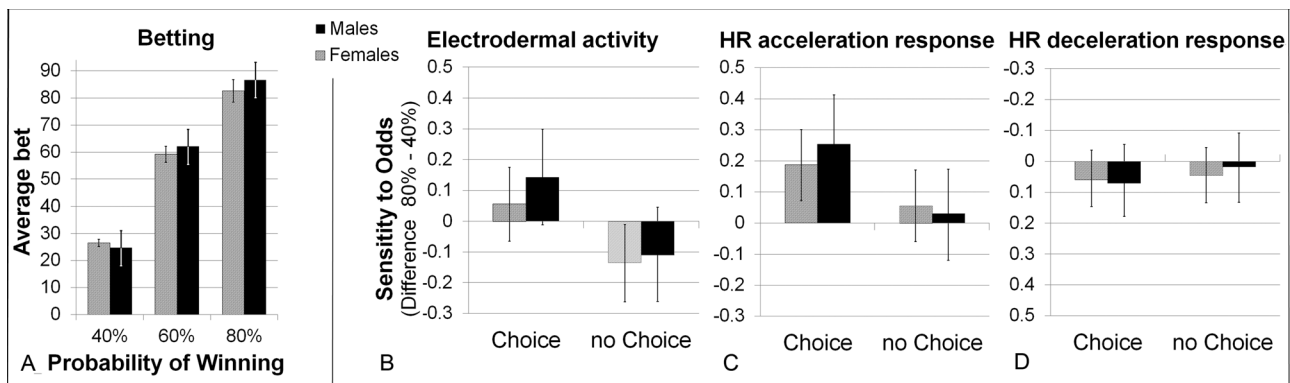 Betting
Males
Females
Average bet
90
80
70
60
50
40
30
20
10
0
40% 60% 80%
A_ Probability of Winning
Electrodermal activity
Sensitity to Odds
(Difference 80% - 40%)
0.5
0.4
0.3
0.2
0.1
0
-0.1
-0.2
-0.3
Choice no Choice
B
HR acceleration response
0.5
0.4
0.3
0.2
0.1
0
-0.1
-0.2
-0.3
Choice no Choice
C
HR deceleration response
-0.3
-0.2
-0.1
0
0.1
0.2
0.3
0.4
0.5
Choice no Choice
D